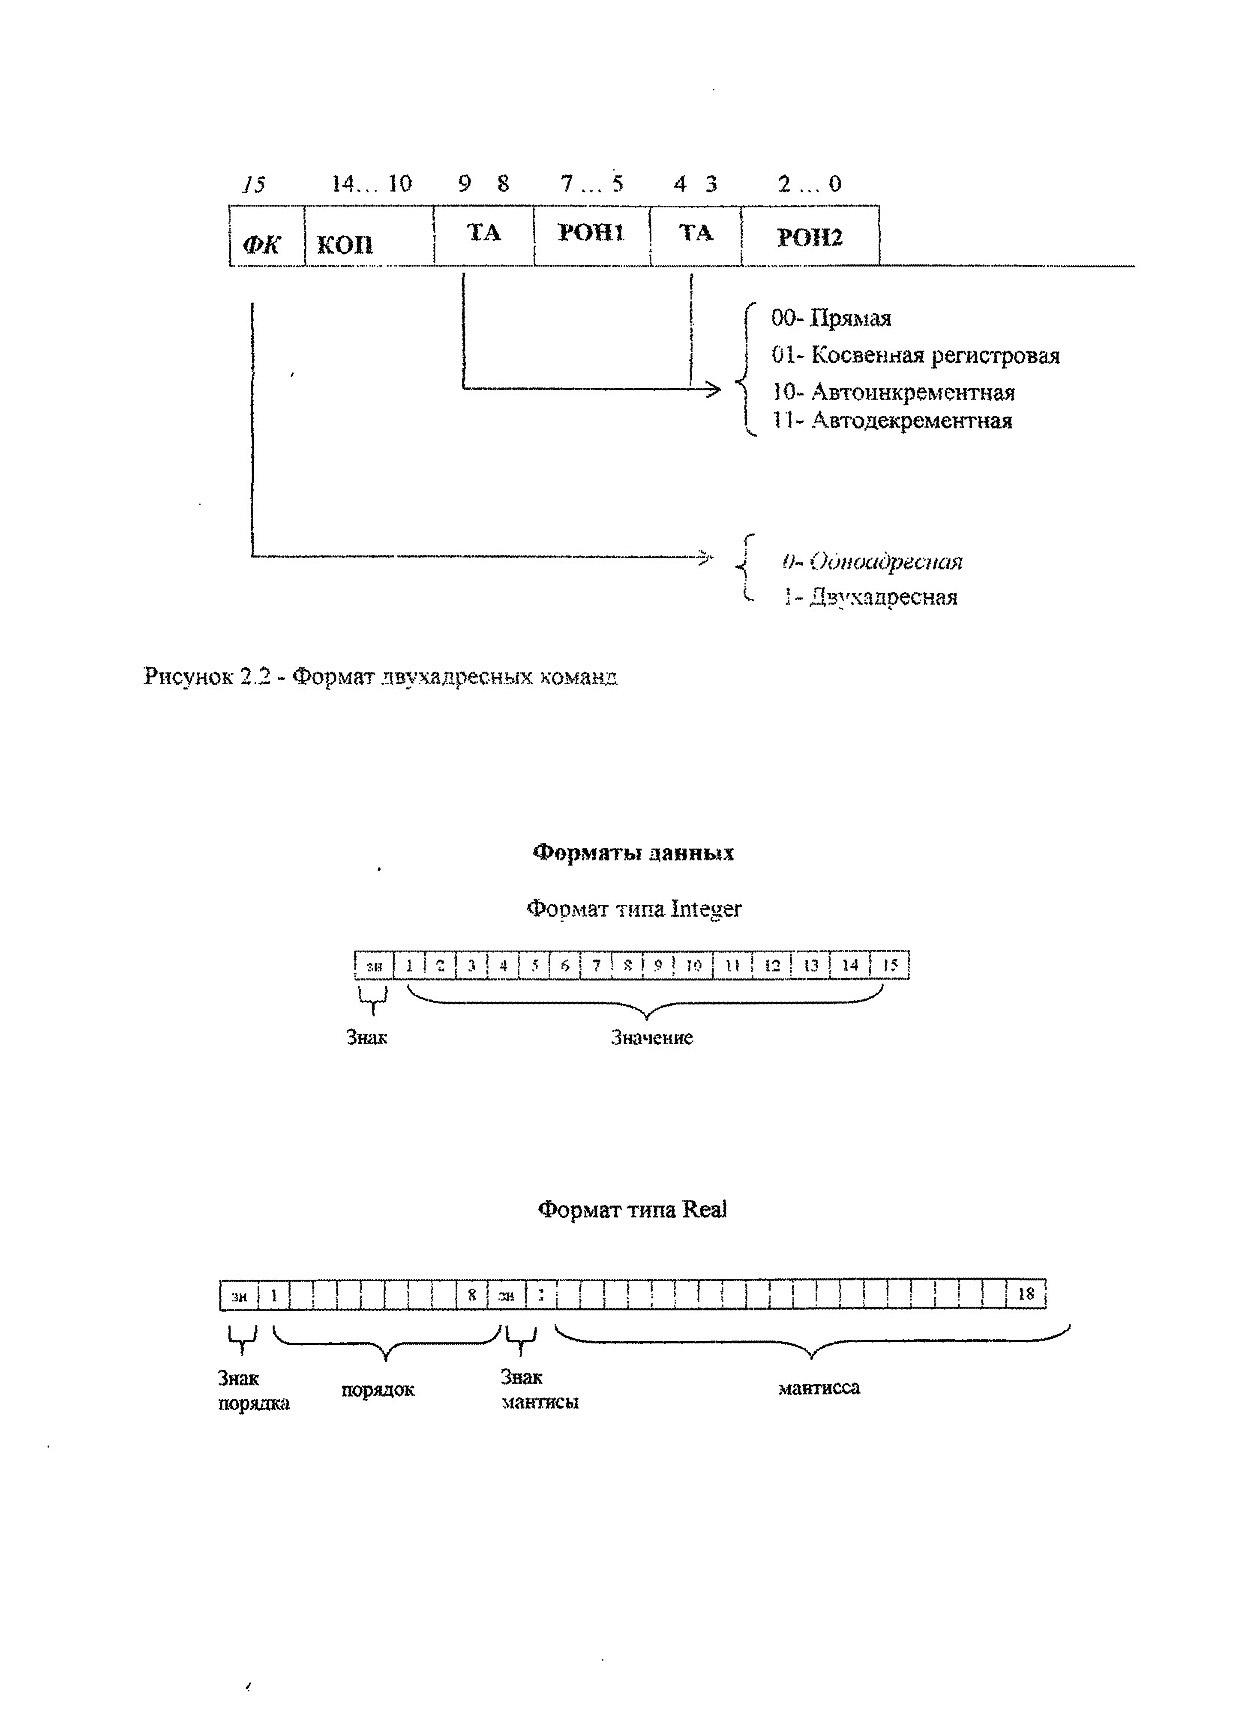 15 14... 10 9 8 7 ... 5 4 3 2 ... 0
ФК КОП ТА РОН1 ТА РОН2
00- Прямая
01- Косвенная регистровая
10- Автоинкрементная
11- Автодекрементная
0- Одноадресная
1- Двухадресная
Рисунок 2.2 - Формат двухадресных команд
Форматы данных
Формат типа Integer
зн 1 2 3 4 5 6 7 8 9 10 11 12 13 14 15
Знак Значение
Формат типа Real
зн 1 8 зн 1 18
Знак порядок Знак мантисса
порядка мантисы